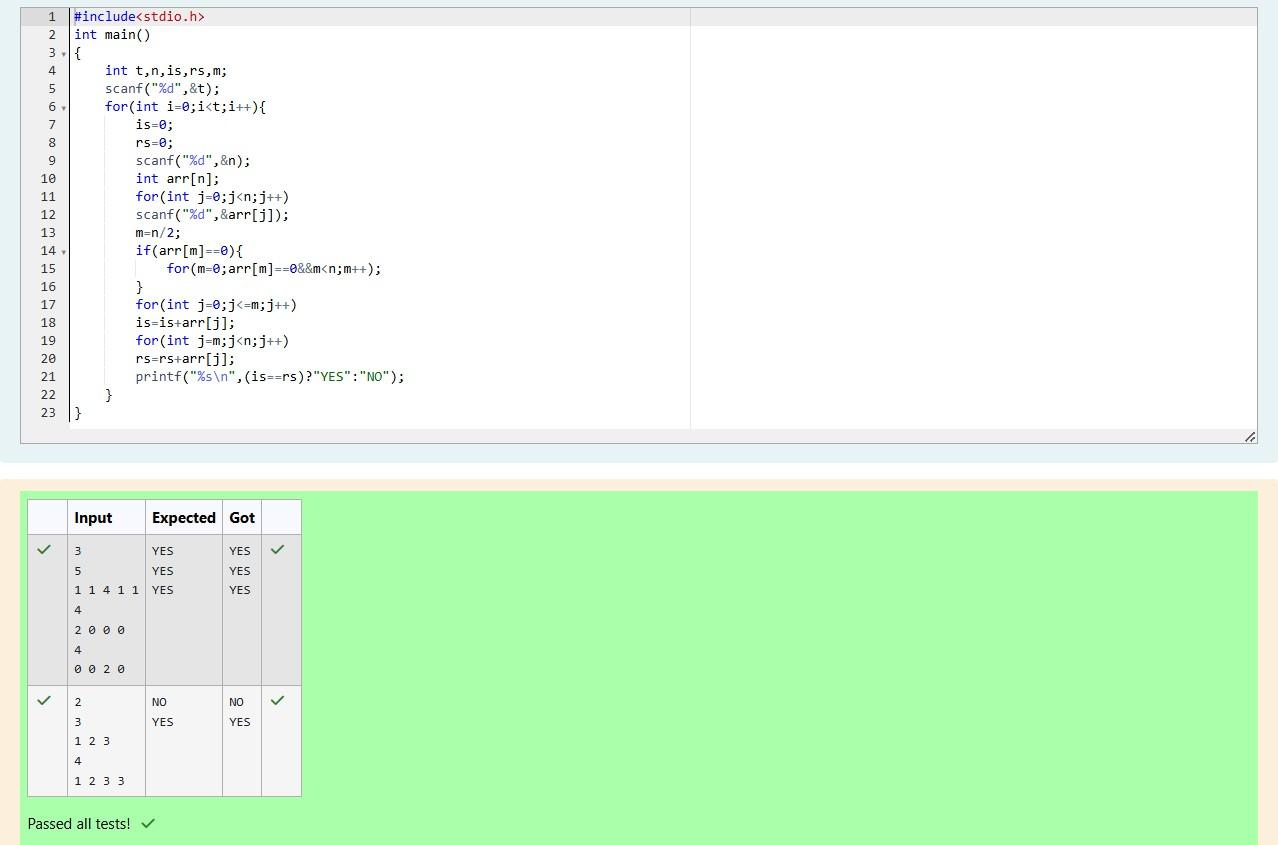 1 #include<stdio.h>
2 int main()
3 {
4 int t,n,is,rs,m;
5 scanf("%d",&t);
6 for(int i=0;i<t;i++){
7 is=0;
8 rs=0;
9 scanf("%d",&n);
10 int arr[n];
11 for(int j=0;j<n;j++)
12 scanf("%d",&arr[j]);
13 m=n/2;
14 if(arr[m]==0){
15 for(m=0;arr[m]==0&&m<n;m++);
16 }
17 for(int j=0;j<=m;j++)
18 is=is+arr[j];
19 for(int j=m;j<n;j++)
20 rs=rs+arr[j];
21 printf("%s\n",(is==rs)?"YES":"NO");
22 }
23 }
Input Expected Got
3 YES YES
5 YES YES
1 1 4 1 1 YES YES
4
2 0 0 0
4
0 0 2 0
2 NO NO
3 YES YES
1 2 3
4
1 2 3 3
Passed all tests!